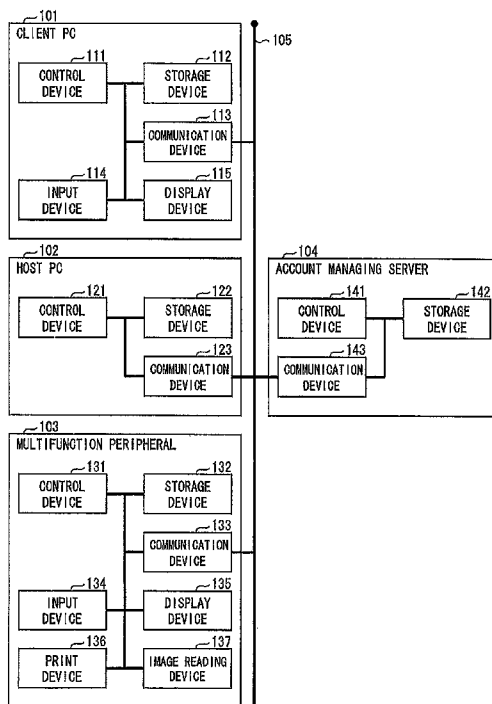 101
CLIENT PC
105
111
CONTROL
DEVICE
112
STORAGE
DEVICE
113
COMMUNICATION
DEVICE
114
INPUT
DEVICE
115
DISPLAY
DEVICE
102
HOST PC
121
CONTROL
DEVICE
122
STORAGE
DEVICE
123
COMMUNICATION
DEVICE
104
ACCOUNT MANAGING SERVER
141
CONTROL
DEVICE
142
STORAGE
DEVICE
143
COMMUNICATION
DEVICE
103
MULTIFUNCTION PERIPHERAL
131
CONTROL
DEVICE
132
STORAGE
DEVICE
133
COMMUNICATION
DEVICE
134
INPUT
DEVICE
135
DISPLAY
DEVICE
136
PRINT
DEVICE
137
IMAGE READING
DEVICE